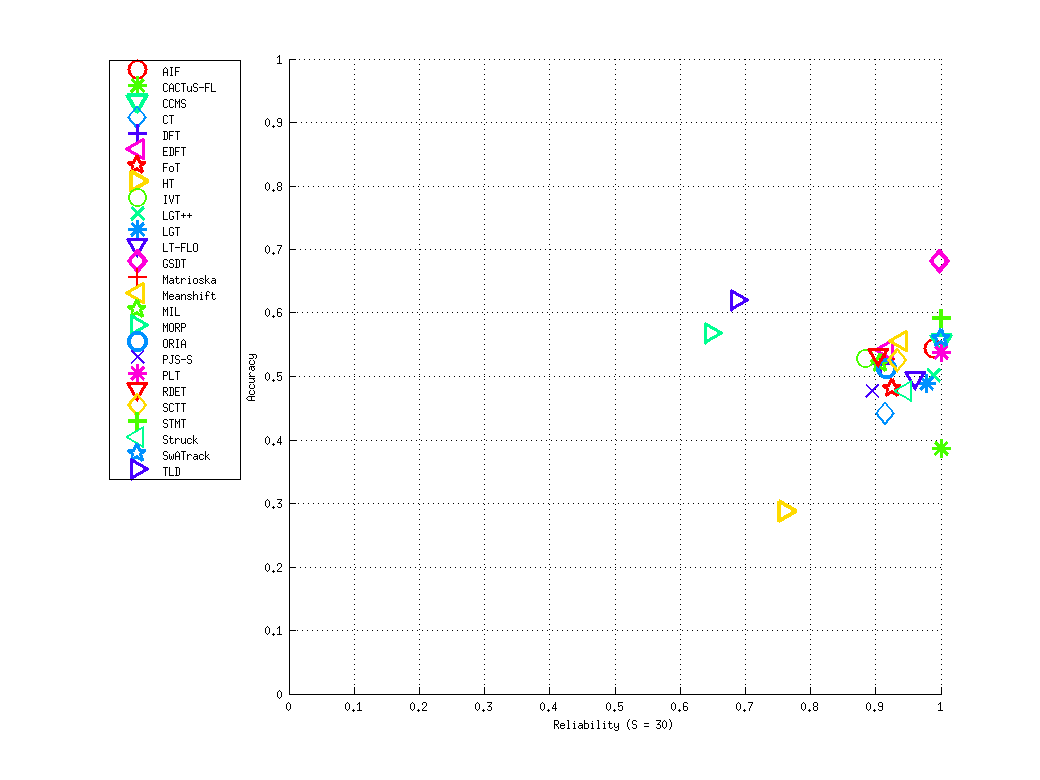 AIF
CACTuS-FL
CCMS
CT
DFT
EDFT
FoT
HT
IVT
LGT++
LGT
LT-FLO
GSDT
Matrioska
Meanshift
MIL
MORP
ORIA
PJS-S
PLT
RDET
SCTT
STMT
Struck
SwATrack
TLD
1
0.9
0.8
0.7
0.6
0.5
0.4
0.3
0.2
0.1
0
Accuracy
0
0.1
0.2
0.3
0.4
0.5
0.6
0.7
0.8
0.9
1
Reliability (S = 30)